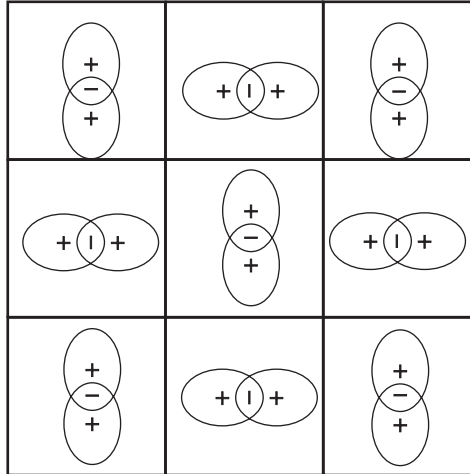 + +
− + | + −
+ +
+
+ | + − + | +
+
+ +
− + | + −
+ +